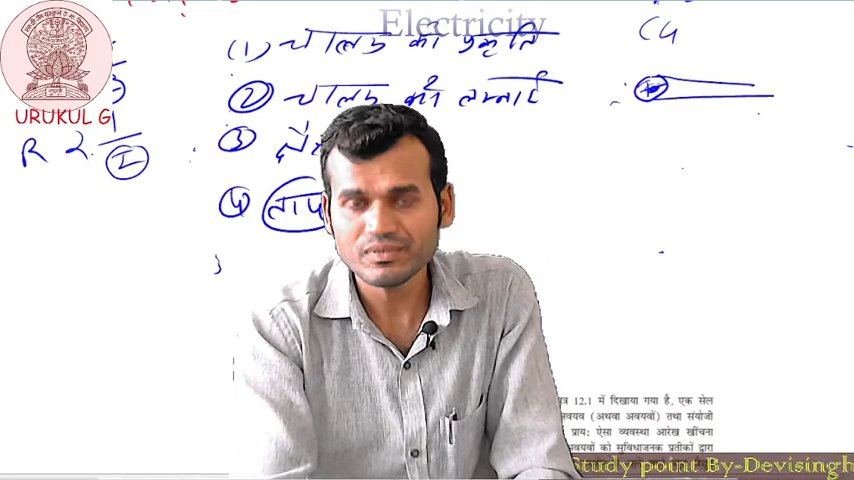 Electricity
(1) चालक की प्रकृति
(2) चालक की लम्बाई
(3)
(4) ताप
R
I
URUKUL G
त्र 12.1 में दिखाया गया है, एक सेल
अवयव (अथवा अवयवों) तथा संयोजी
प्राय: ऐसा व्यवस्था आरेख खींचना
अवयवों को सुविधाजनक प्रतीकों द्वारा
Study point By-Devisingh